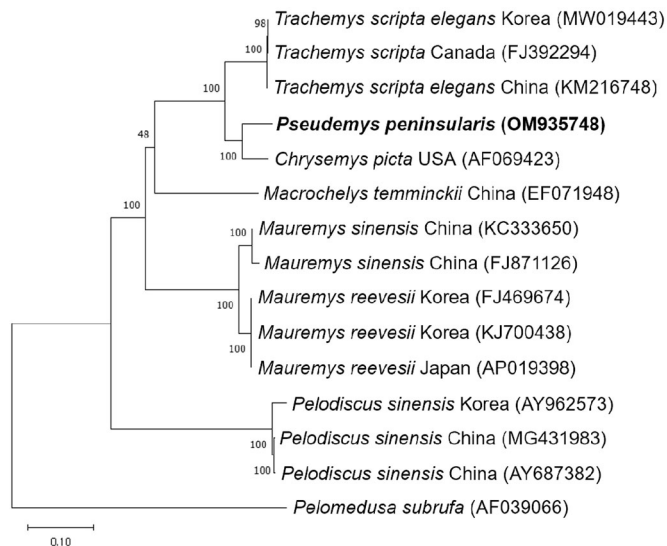 98
Trachemys scripta elegans Korea (MW019443)
100
Trachemys scripta Canada (FJ392294)
100
Trachemys scripta elegans China (KM216748)
48
Pseudemys peninsularis (OM935748)
100
Chrysemys picta USA (AF069423)
100
Macrochelys temminckii China (EF071948)
100
Mauremys sinensis China (KC333650)
Mauremys sinensis China (FJ871126)
100
Mauremys reevesii Korea (FJ469674)
Mauremys reevesii Korea (KJ700438)
100
Mauremys reevesii Japan (AP019398)
Pelodiscus sinensis Korea (AY962573)
100
Pelodiscus sinensis China (MG431983)
100
Pelodiscus sinensis China (AY687382)
Pelomedusa subrufa (AF039066)
0.10